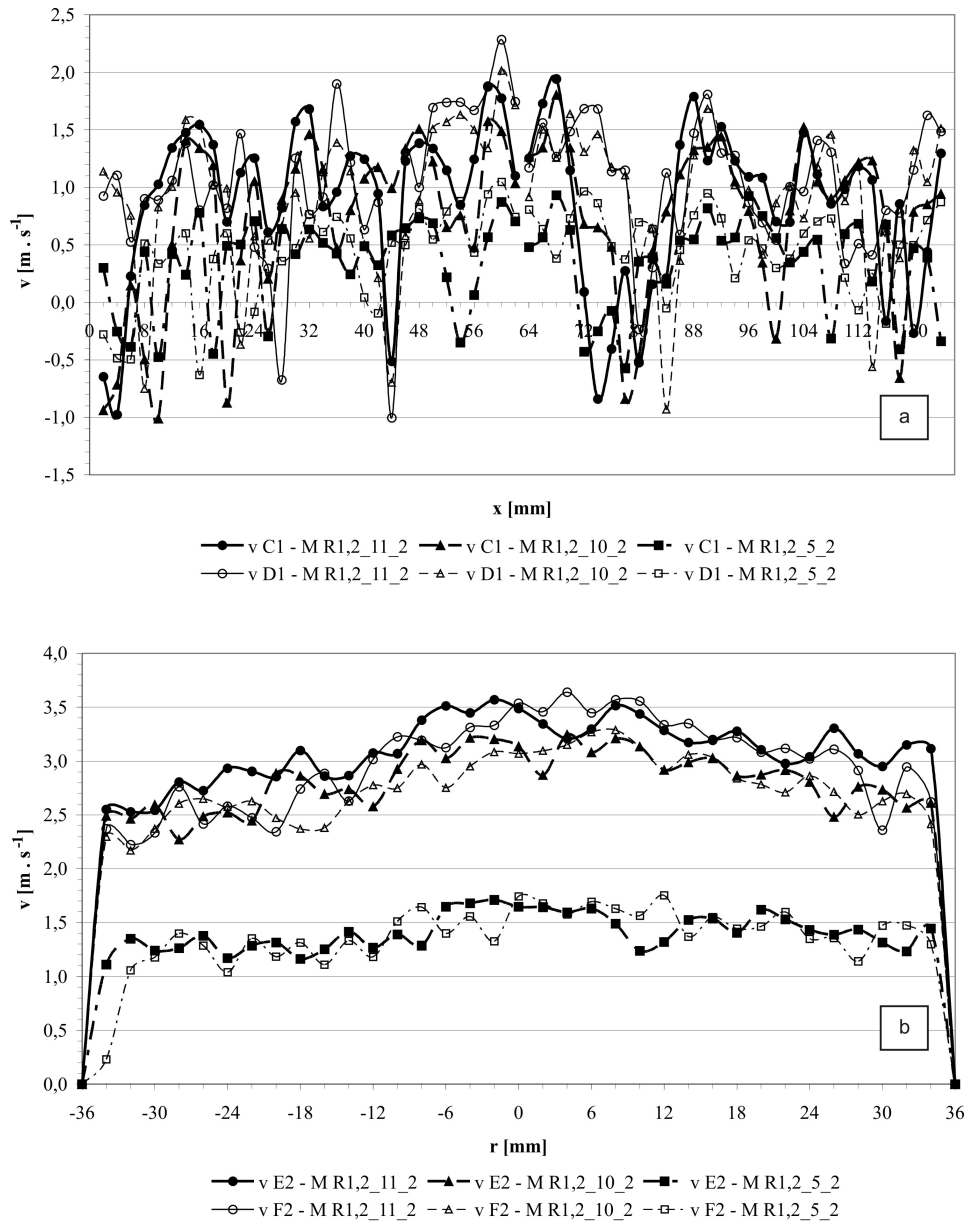 2,5
2,0
1,5
1,0
0,5
0,0
-0,5
-1,0
-1,5
v [m . s⁻¹]
0 8 16 24 32 40 48 56 64 72 80 88 96 104 112 120
a
x [mm]
v C1 - M R1,2_11_2 v C1 - M R1,2_10_2 v C1 - M R1,2_5_2
v D1 - M R1,2_11_2 v D1 - M R1,2_10_2 v D1 - M R1,2_5_2
4,0
3,5
3,0
2,5
2,0
1,5
1,0
0,5
0,0
v [m . s⁻¹]
b
-36 -30 -24 -18 -12 -6 0 6 12 18 24 30 36
r [mm]
v E2 - M R1,2_11_2 v E2 - M R1,2_10_2 v E2 - M R1,2_5_2
v F2 - M R1,2_11_2 v F2 - M R1,2_10_2 v F2 - M R1,2_5_2